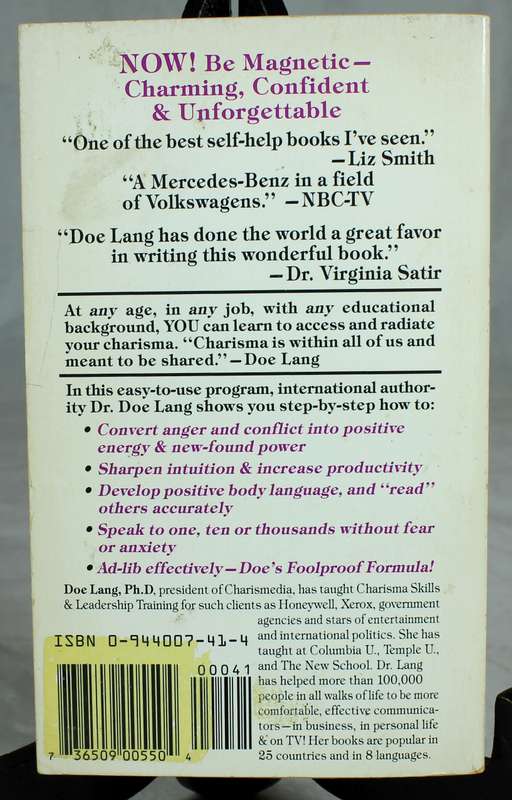 NOW! Be Magnetic—
Charming, Confident
& Unforgettable
“One of the best self-help books I’ve seen.”
—Liz Smith
“A Mercedes-Benz in a field
of Volkswagens.” —NBC-TV
“Doe Lang has done the world a great favor
in writing this wonderful book.”
—Dr. Virginia Satir
At any age, in any job, with any educational
background, YOU can learn to access and radiate
your charisma. “Charisma is within all of us and
meant to be shared.”—Doe Lang
In this easy-to-use program, international author-
ity Dr. Doe Lang shows you step-by-step how to:
• Convert anger and conflict into positive
energy & new-found power
• Sharpen intuition & increase productivity
• Develop positive body language, and “read”
others accurately
• Speak to one, ten or thousands without fear
or anxiety
• Ad-lib effectively—Doe’s Foolproof Formula!
Doe Lang, Ph.D, president of Charismedia, has taught Charisma Skills
& Leadership Training for such clients as Honeywell, Xerox, government
agencies and stars of entertainment
and international politics. She has
taught at Columbia U., Temple U.,
and The New School. Dr. Lang
has helped more than 100,000
people in all walks of life to be more
comfortable, effective communica-
tors—in business, in personal life
& on TV! Her books are popular in
25 countries and in 8 languages.
ISBN 0-944007-41-4
00041
7 36509 00550 4